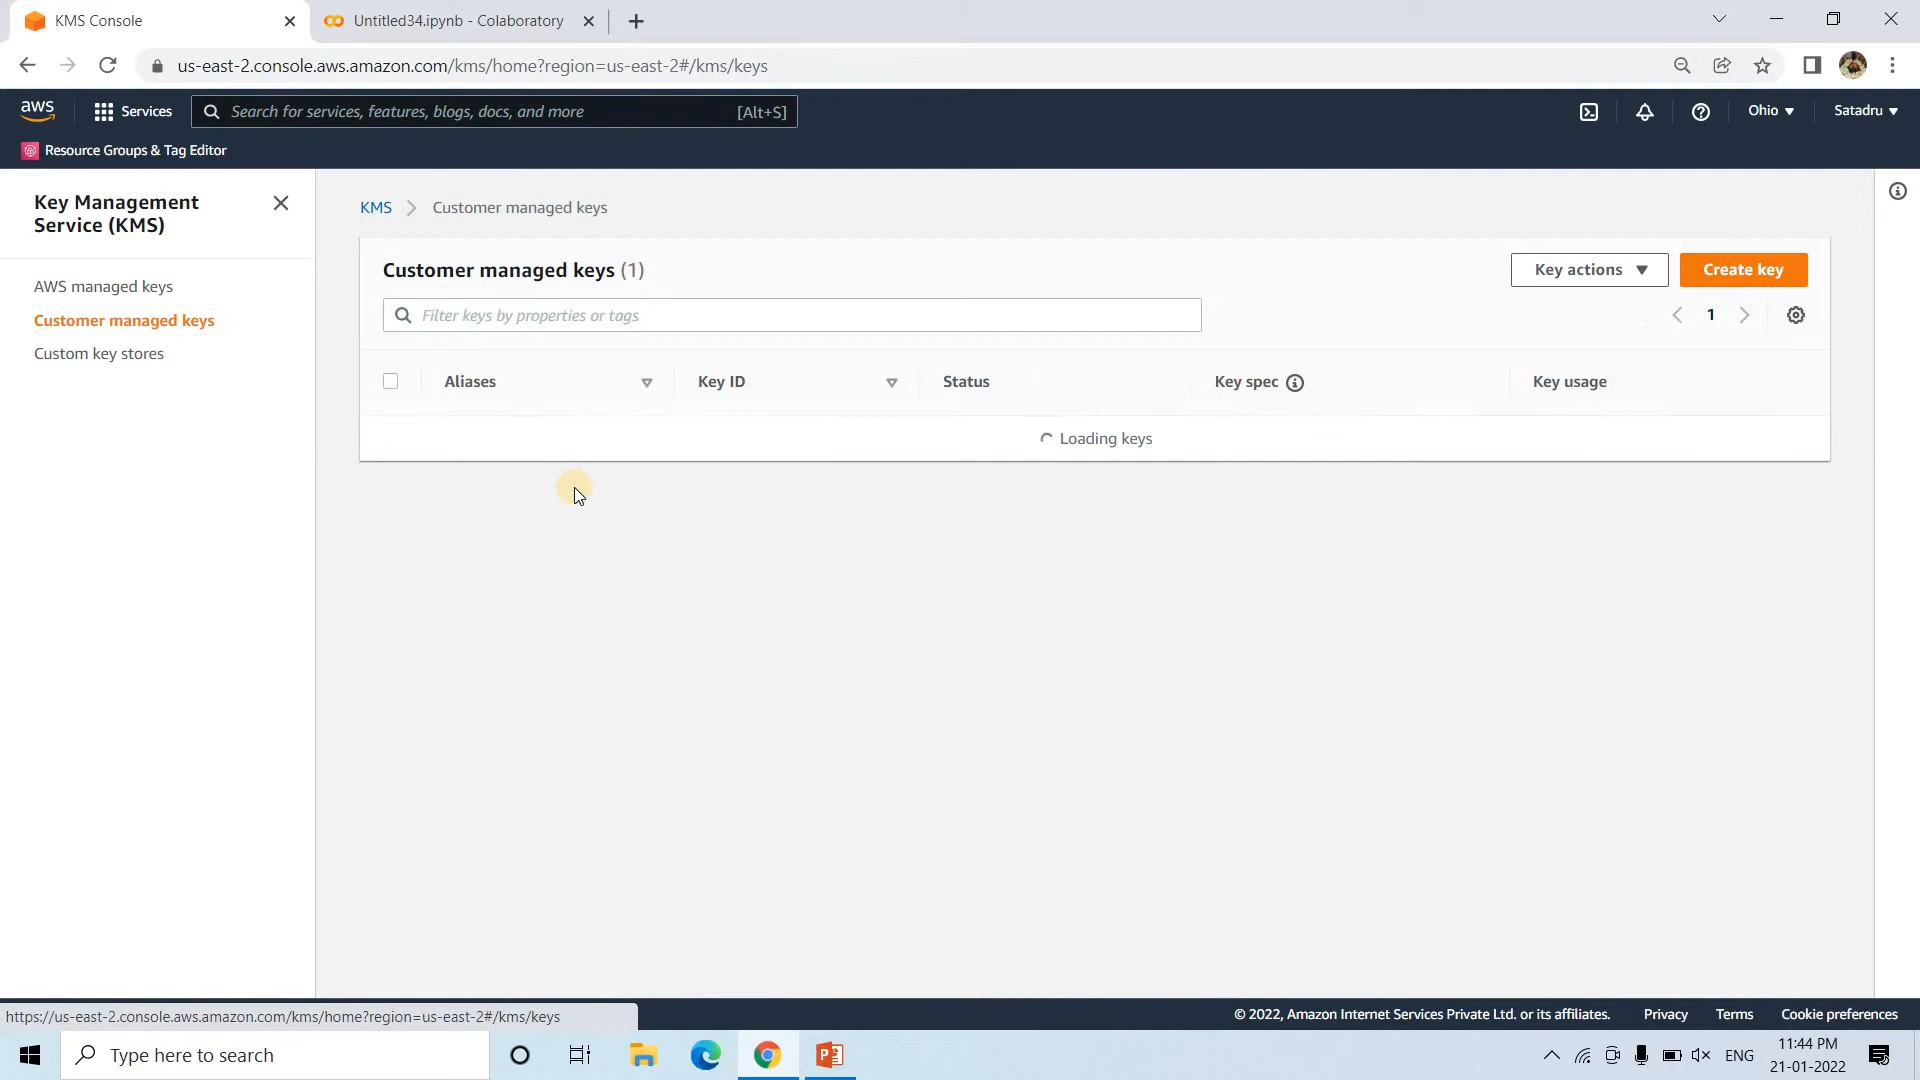 KMS Console
Untitled34.ipynb - Colaboratory
us-east-2.console.aws.amazon.com/kms/home?region=us-east-2#/kms/keys
aws
Services
Search for services, features, blogs, docs, and more
[Alt+S]
Ohio
Satadru
Resource Groups & Tag Editor
Key Management
Service (KMS)
AWS managed keys
Customer managed keys
Custom key stores
KMS
Customer managed keys
Customer managed keys (1)
Key actions
Create key
Filter keys by properties or tags
1
Aliases
Key ID
Status
Key spec
Key usage
Loading keys
https://us-east-2.console.aws.amazon.com/kms/home?region=us-east-2#/kms/keys
© 2022, Amazon Internet Services Private Ltd. or its affiliates.
Privacy
Terms
Cookie preferences
Type here to search
ENG
11:44 PM
21-01-2022